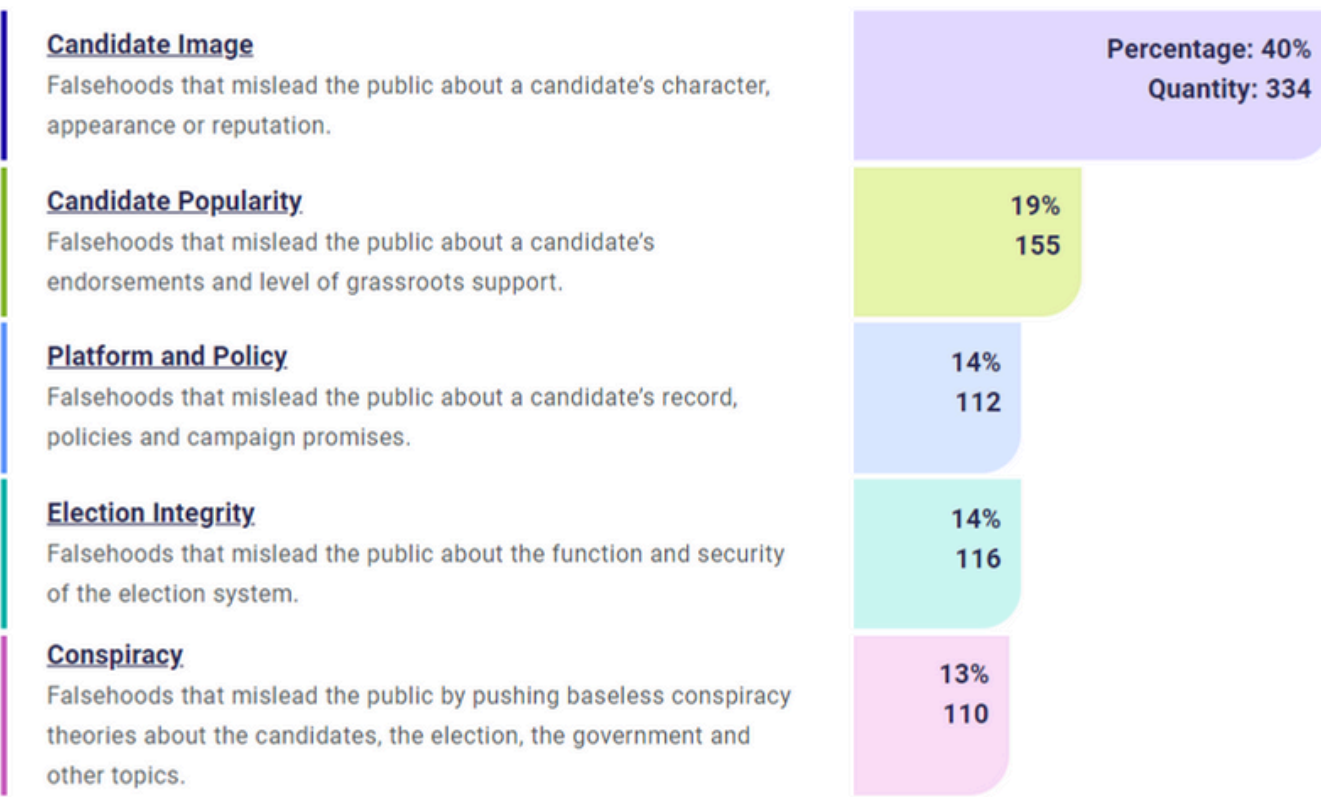 Candidate Image
Falsehoods that mislead the public about a candidate’s character,
appearance or reputation.
Percentage: 40%
Quantity: 334
Candidate Popularity
Falsehoods that mislead the public about a candidate’s
endorsements and level of grassroots support.
19%
155
Platform and Policy
Falsehoods that mislead the public about a candidate’s record,
policies and campaign promises.
14%
112
Election Integrity
Falsehoods that mislead the public about the function and security
of the election system.
14%
116
Conspiracy
Falsehoods that mislead the public by pushing baseless conspiracy
theories about the candidates, the election, the government and
other topics.
13%
110